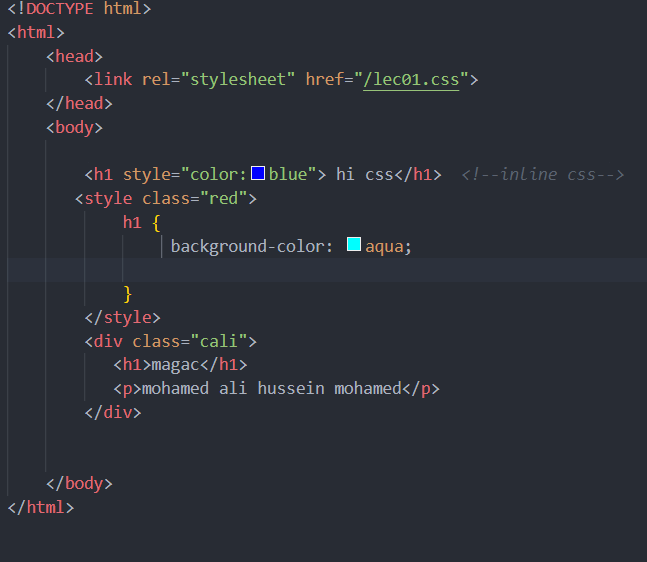 <!DOCTYPE html>
<html>
    <head>
        <link rel="stylesheet" href="/lec01.css">
    </head>
    <body>
        <h1 style="color:blue"> hi css</h1>  <!--inline css-->
       <style class="red">
            h1 {
                 background-color: aqua;
            }
        </style>
        <div class="cali">
           <h1>magac</h1>
           <p>mohamed ali hussein mohamed</p>
        </div>
    </body>
</html>